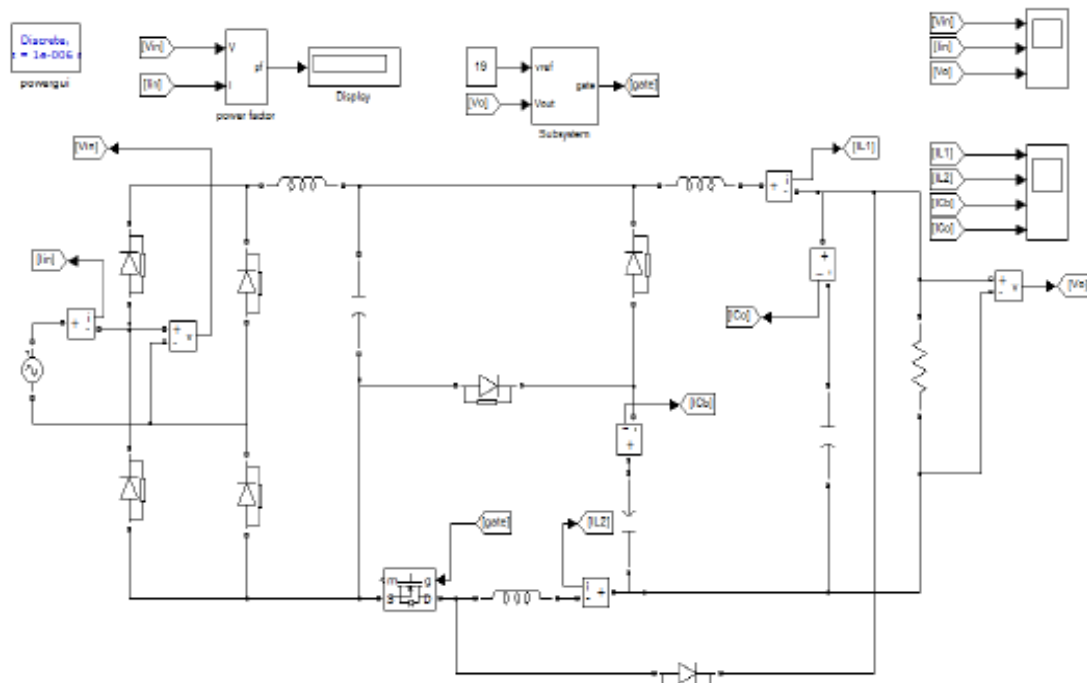 Discrete,
s = 1e-006 s
powergui
[Vin]
[Iin]
V
I
pf
power factor
Display
19
[Vo]
vref
Vout
gate
Subsystem
[gate]
[Vin]
[Iin]
[Vo]
[Vin]
[IL1]
[IL1]
[IL2]
[ICb]
[ICo]
i
+
-
[Iin]
i
+
-
+
-
v
+
-
[ICo]
+
-
v
[Vo]
[ICb]
-
+
[gate]
[IL2]
m
g
S
D
i
-
+